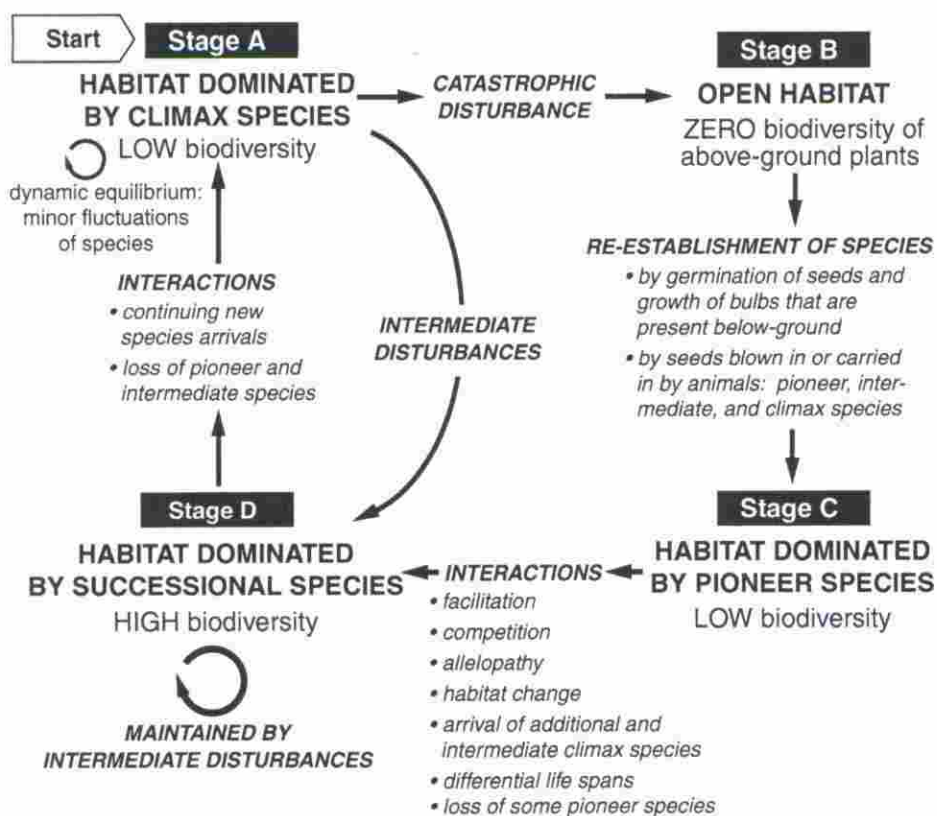 Start
Stage A
HABITAT DOMINATED
BY CLIMAX SPECIES
LOW biodiversity
dynamic equilibrium:
minor fluctuations
of species
CATASTROPHIC
DISTURBANCE
Stage B
OPEN HABITAT
ZERO biodiversity of
above-ground plants
RE-ESTABLISHMENT OF SPECIES
• by germination of seeds and
growth of bulbs that are
present below-ground
• by seeds blown in or carried
in by animals: pioneer, inter-
mediate, and climax species
INTERMEDIATE
DISTURBANCES
INTERACTIONS
• continuing new
species arrivals
• loss of pioneer and
intermediate species
Stage C
HABITAT DOMINATED
BY PIONEER SPECIES
LOW biodiversity
INTERACTIONS
• facilitation
• competition
• allelopathy
• habitat change
• arrival of additional and
intermediate climax species
• differential life spans
• loss of some pioneer species
Stage D
HABITAT DOMINATED
BY SUCCESSIONAL SPECIES
HIGH biodiversity
MAINTAINED BY
INTERMEDIATE DISTURBANCES